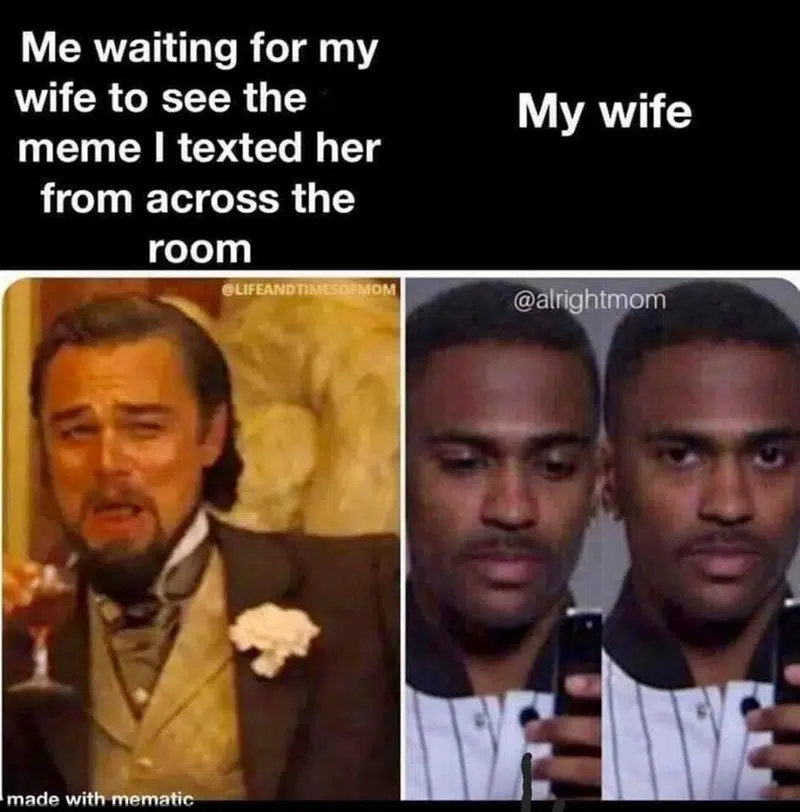 Me waiting for my
wife to see the
meme I texted her
from across the
room
My wife
@LIFEANDTIMESOFMOM
@alrightmom
made with mematic